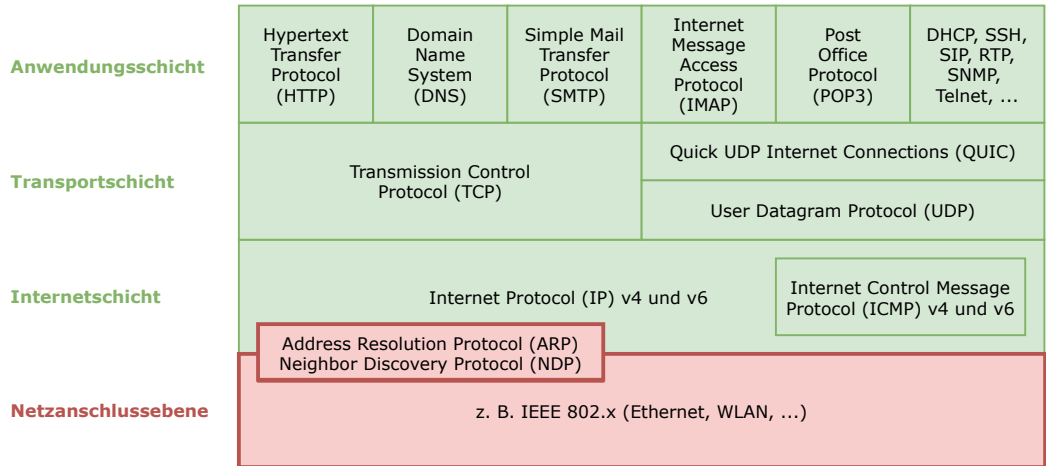 Anwendungsschicht
Hypertext
Transfer
Protocol
(HTTP)
Domain
Name
System
(DNS)
Simple Mail
Transfer
Protocol
(SMTP)
Internet
Message
Access
Protocol
(IMAP)
Post
Office
Protocol
(POP3)
DHCP, SSH,
SIP, RTP,
SNMP,
Telnet, ...
Transportschicht
Transmission Control
Protocol (TCP)
Quick UDP Internet Connections (QUIC)
User Datagram Protocol (UDP)
Internetschicht
Internet Protocol (IP) v4 und v6
Internet Control Message
Protocol (ICMP) v4 und v6
Address Resolution Protocol (ARP)
Neighbor Discovery Protocol (NDP)
Netzanschlussebene
z. B. IEEE 802.x (Ethernet, WLAN, ...)